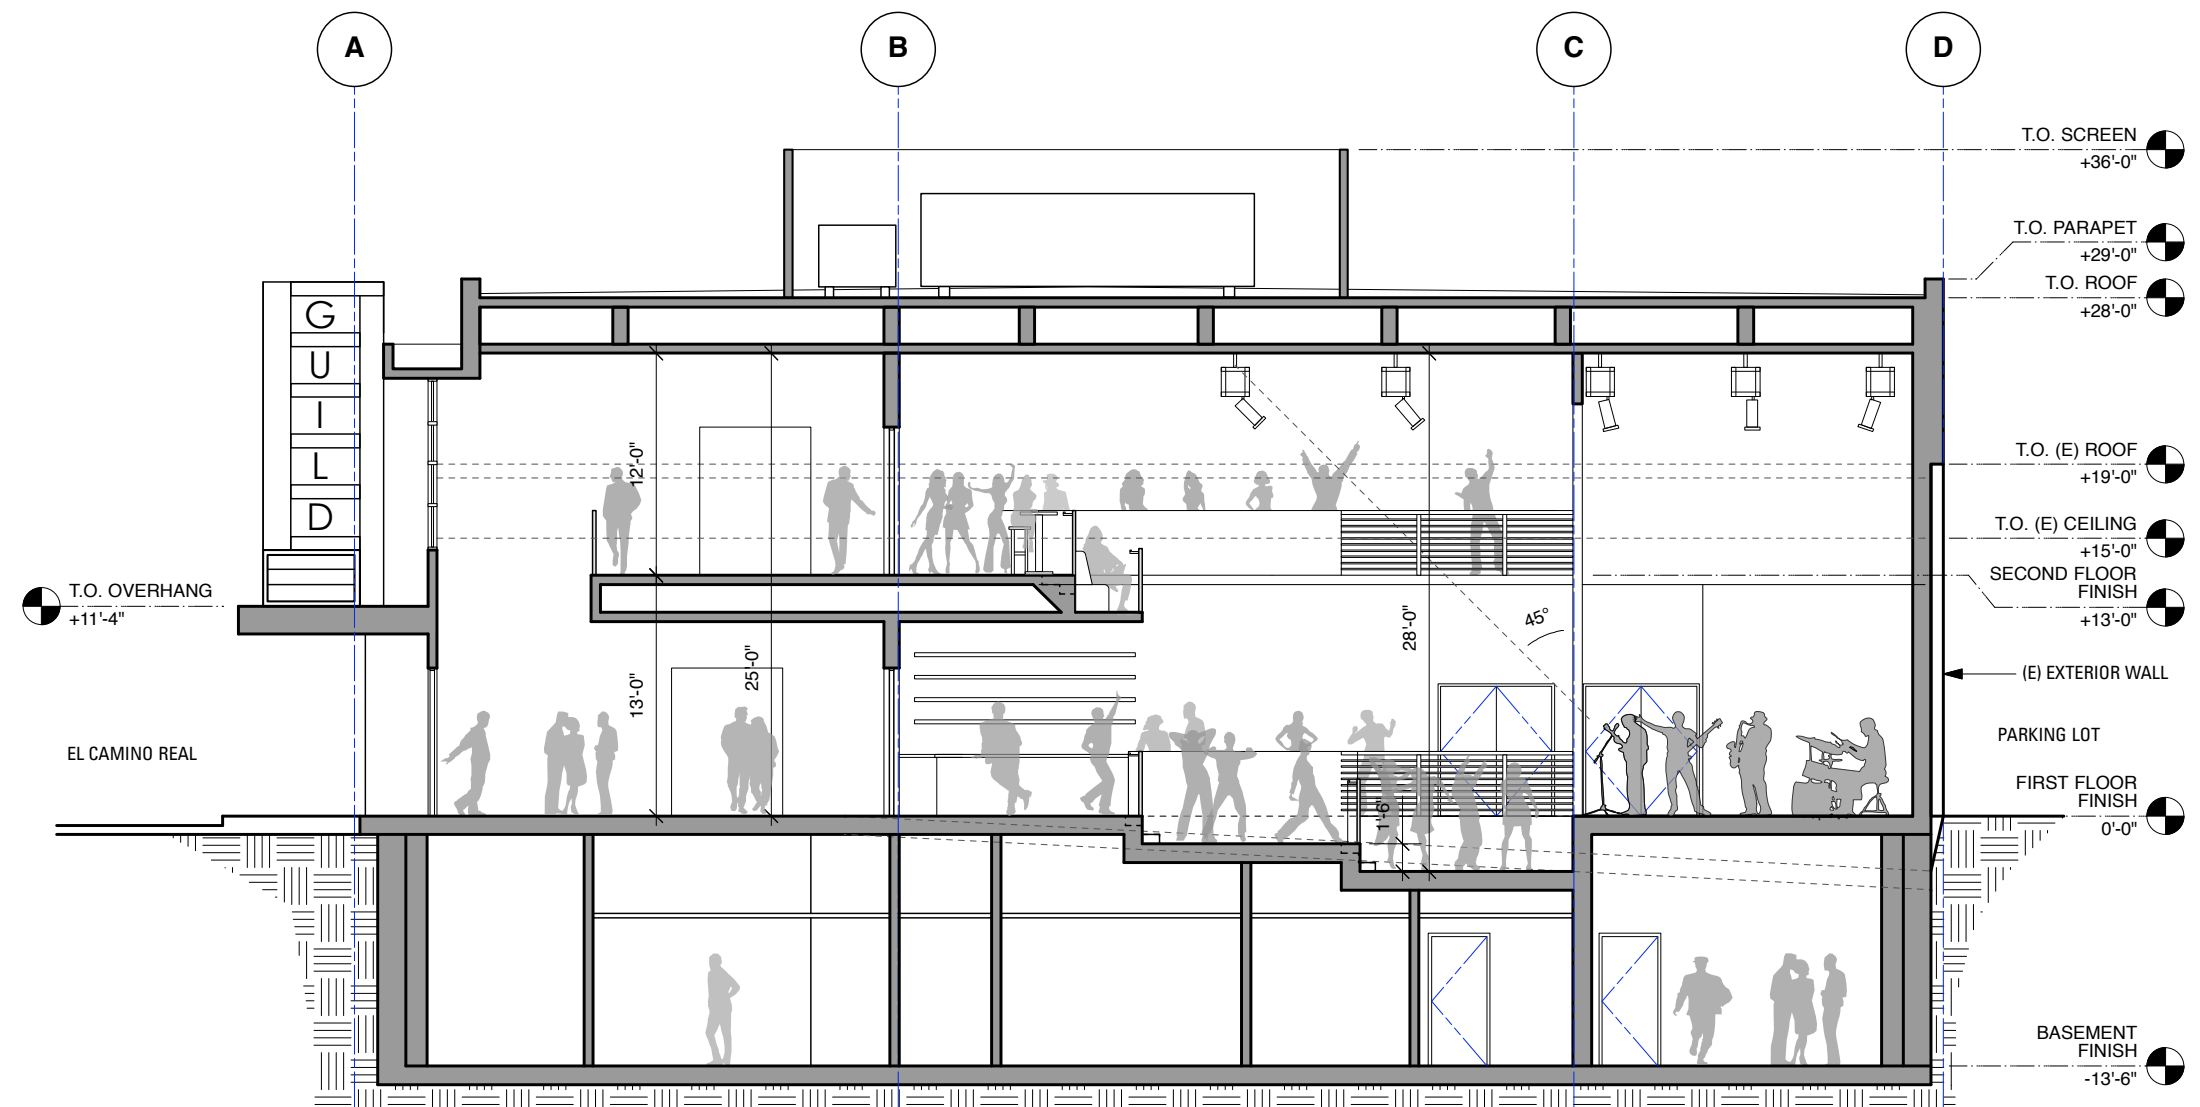 A
B
C
D
T.O. SCREEN
+36'-0"
T.O. PARAPET
+29'-0"
T.O. ROOF
+28'-0"
G
U
I
L
D
12'-0"
T.O. (E) ROOF
+19'-0"
T.O. (E) CEILING
+15'-0"
SECOND FLOOR
FINISH
+13'-0"
T.O. OVERHANG
+11'-4"
13'-0"
25'-0"
28'-0"
45°
(E) EXTERIOR WALL
EL CAMINO REAL
PARKING LOT
1'-6"
FIRST FLOOR
FINISH
0'-0"
BASEMENT
FINISH
-13'-6"